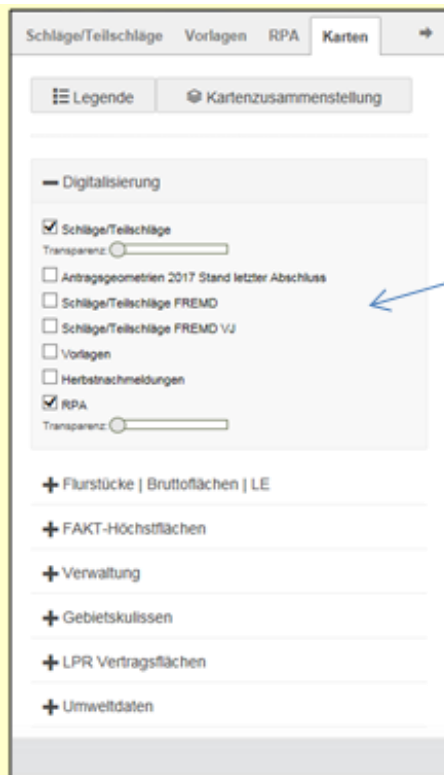 Schläge/Teilschläge Vorlagen RPA Karten
Legende Kartenzusammenstellung
Digitalisierung
Schläge/Teilschläge
Transparenz:
Antragsgeometrien 2017 Stand letzter Abschluss
Schläge/Teilschläge FREMD
Schläge/Teilschläge FREMD VJ
Vorlagen
Herbstnachmeldungen
RPA
Transparenz:
Flurstücke | Bruttoflächen | LE
FAKT-Höchstflächen
Verwaltung
Gebietskulissen
LPR Vertragsflächen
Umweltdaten